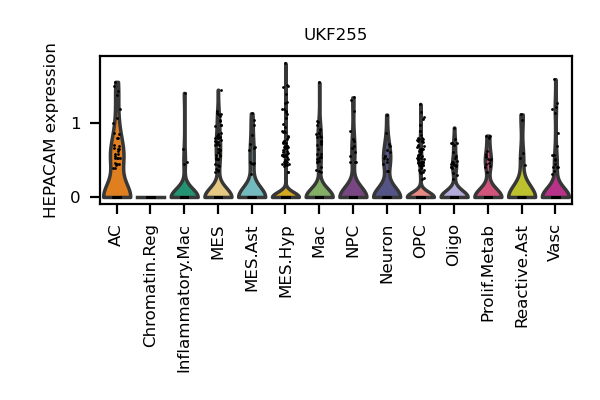 UKF255
HEPACAM expression
1
0
AC
Chromatin.Reg
Inflammatory.Mac
MES
MES.Ast
MES.Hyp
Mac
NPC
Neuron
OPC
Oligo
Prolif.Metab
Reactive.Ast
Vasc